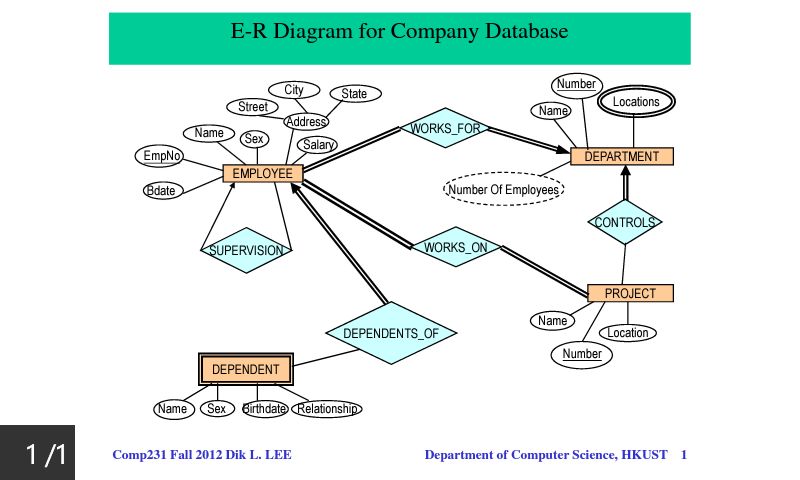 E-R Diagram for Company Database
City
State
Street
Address
Name
Sex
Salary
EmpNo
Bdate
EMPLOYEE
WORKS_FOR
Number
Name
Locations
DEPARTMENT
Number Of Employees
CONTROLS
SUPERVISION
WORKS_ON
PROJECT
Name
Location
Number
DEPENDENTS_OF
DEPENDENT
Name
Sex
Birthdate
Relationship
1/1
Comp231 Fall 2012 Dik L. LEE
Department of Computer Science, HKUST 1